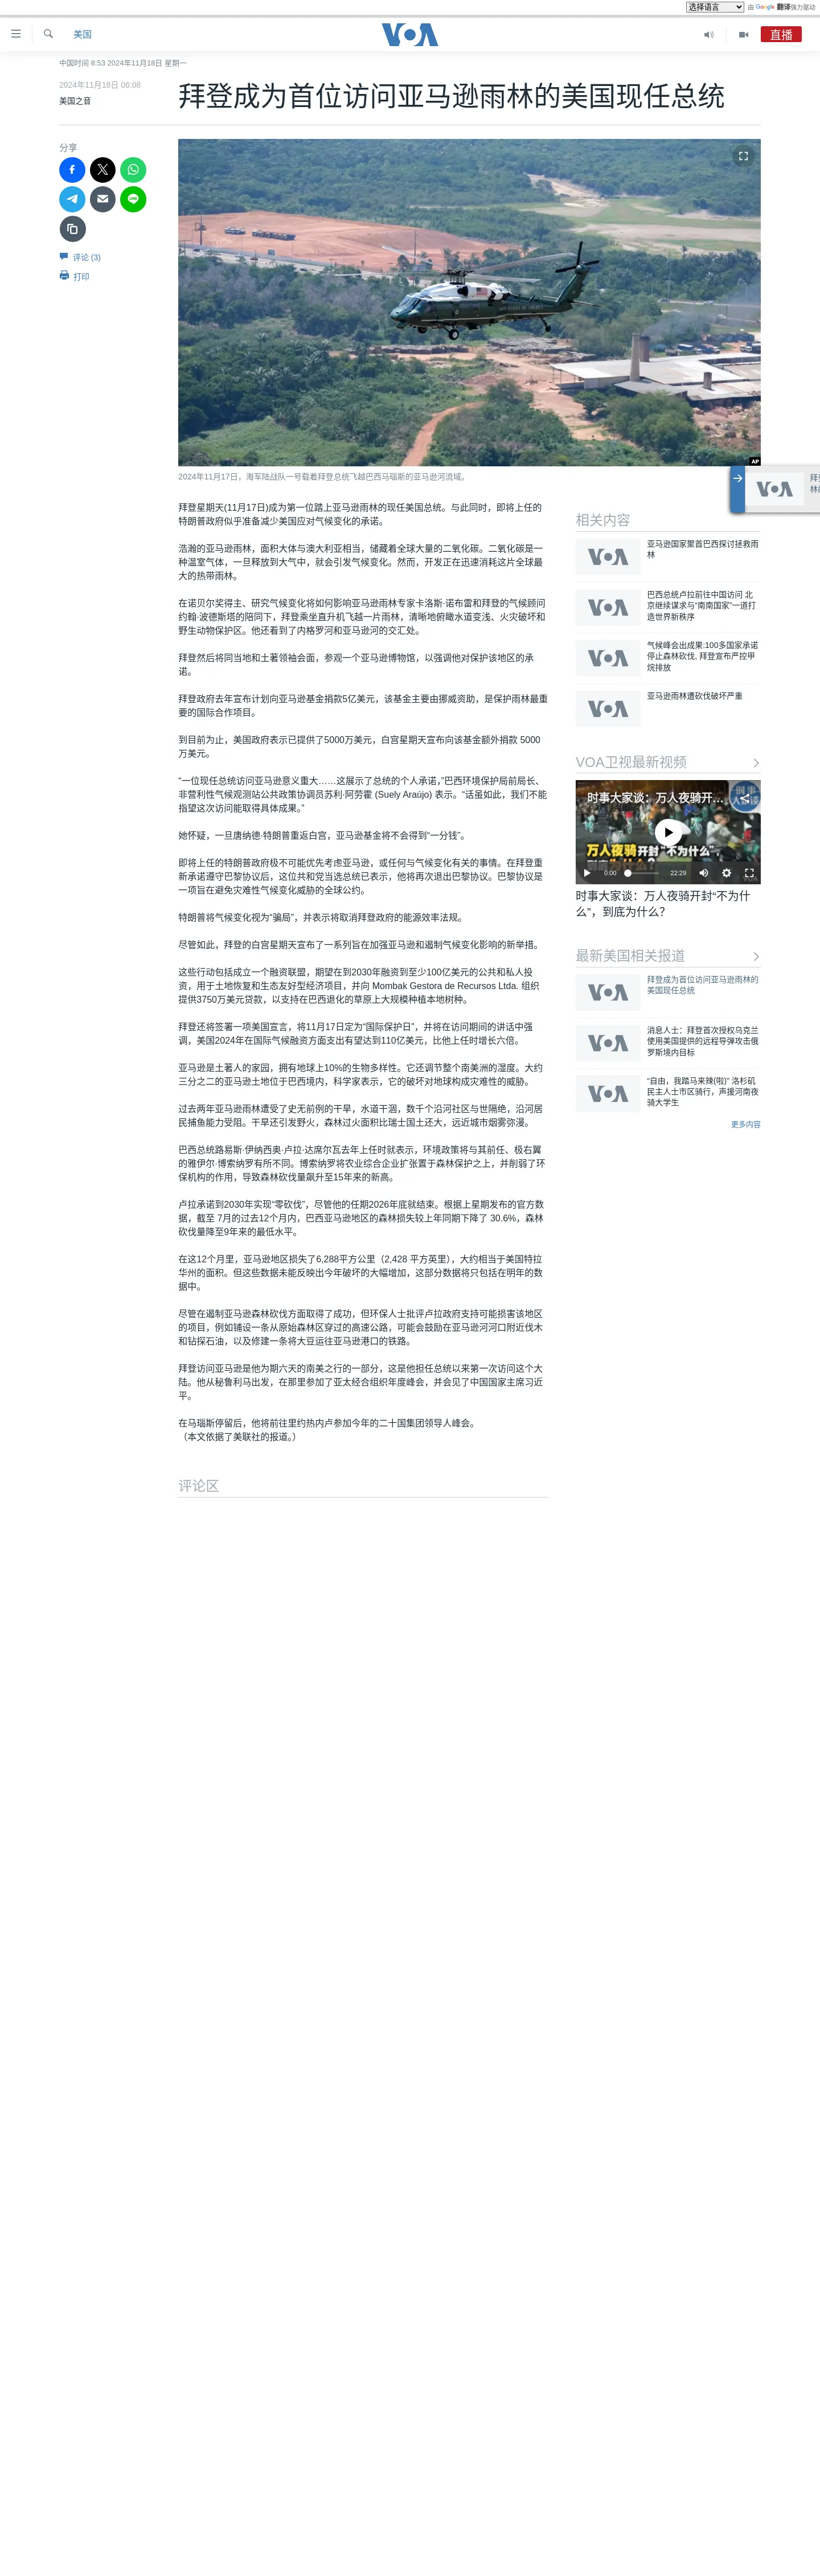 选择语言 由 Google 翻译强力驱动
美国 VOA 直播
中国时间 8:53 2024年11月18日 星期一
2024年11月18日 06:08
美国之音
拜登成为首位访问亚马逊雨林的美国现任总统
分享
评论 (3)
打印
AP
2024年11月17日，海军陆战队一号载着拜登总统飞越巴西马瑙斯的亚马逊河流域。
拜登星期天(11月17日)成为第一位踏上亚马逊雨林的现任美国总统。与此同时，即将上任的
特朗普政府似乎准备减少美国应对气候变化的承诺。
浩瀚的亚马逊雨林，面积大体与澳大利亚相当，储藏着全球大量的二氧化碳。二氧化碳是一
种温室气体，一旦释放到大气中，就会引发气候变化。然而，开发正在迅速消耗这片全球最
大的热带雨林。
在诺贝尔奖得主、研究气候变化将如何影响亚马逊雨林专家卡洛斯·诺布雷和拜登的气候顾问
约翰·波德斯塔的陪同下，拜登乘坐直升机飞越一片雨林，清晰地俯瞰水道变浅、火灾破坏和
野生动物保护区。他还看到了内格罗河和亚马逊河的交汇处。
拜登然后将同当地和土著领袖会面，参观一个亚马逊博物馆，以强调他对保护该地区的承
诺。
拜登政府去年宣布计划向亚马逊基金捐款5亿美元，该基金主要由挪威资助，是保护雨林最重
要的国际合作项目。
到目前为止，美国政府表示已提供了5000万美元，白宫星期天宣布向该基金额外捐款 5000
万美元。
“一位现任总统访问亚马逊意义重大……这展示了总统的个人承诺,”巴西环境保护局前局长、
非营利性气候观测站公共政策协调员苏利·阿劳霍 (Suely Araújo) 表示。“话虽如此，我们不能
指望这次访问能取得具体成果。”
她怀疑，一旦唐纳德·特朗普重返白宫，亚马逊基金将不会得到“一分钱”。
即将上任的特朗普政府极不可能优先考虑亚马逊，或任何与气候变化有关的事情。在拜登重
新承诺遵守巴黎协议后，这位共和党当选总统已表示，他将再次退出巴黎协议。巴黎协议是
一项旨在避免灾难性气候变化威胁的全球公约。
特朗普将气候变化视为“骗局”，并表示将取消拜登政府的能源效率法规。
尽管如此，拜登的白宫星期天宣布了一系列旨在加强亚马逊和遏制气候变化影响的新举措。
这些行动包括成立一个融资联盟，期望在到2030年融资到至少100亿美元的公共和私人投
资，用于土地恢复和生态友好型经济项目，并向 Mombak Gestora de Recursos Ltda. 组织
提供3750万美元贷款，以支持在巴西退化的草原上大规模种植本地树种。
拜登还将签署一项美国宣言，将11月17日定为“国际保护日”，并将在访问期间的讲话中强
调，美国2024年在国际气候融资方面支出有望达到110亿美元，比他上任时增长六倍。
亚马逊是土著人的家园，拥有地球上10%的生物多样性。它还调节整个南美洲的湿度。大约
三分之二的亚马逊土地位于巴西境内，科学家表示，它的破坏对地球构成灾难性的威胁。
过去两年亚马逊雨林遭受了史无前例的干旱，水道干涸，数千个沿河社区与世隔绝，沿河居
民捕鱼能力受阻。干旱还引发野火，森林过火面积比瑞士国土还大，远近城市烟雾弥漫。
巴西总统路易斯·伊纳西奥·卢拉·达席尔瓦去年上任时就表示，环境政策将与其前任、极右翼
的雅伊尔·博索纳罗有所不同。博索纳罗将农业综合企业扩张置于森林保护之上，并削弱了环
保机构的作用，导致森林砍伐量飙升至15年来的新高。
卢拉承诺到2030年实现“零砍伐”，尽管他的任期2026年底就结束。根据上星期发布的官方数
据，截至 7月的过去12个月内，巴西亚马逊地区的森林损失较上年同期下降了 30.6%，森林
砍伐量降至9年来的最低水平。
在这12个月里，亚马逊地区损失了6,288平方公里（2,428 平方英里），大约相当于美国特拉
华州的面积。但这些数据未能反映出今年破坏的大幅增加，这部分数据将只包括在明年的数
据中。
尽管在遏制亚马逊森林砍伐方面取得了成功，但环保人士批评卢拉政府支持可能损害该地区
的项目，例如铺设一条从原始森林区穿过的高速公路，可能会鼓励在亚马逊河河口附近伐木
和钻探石油，以及修建一条将大豆运往亚马逊港口的铁路。
拜登访问亚马逊是他为期六天的南美之行的一部分，这是他担任总统以来第一次访问这个大
陆。他从秘鲁利马出发，在那里参加了亚太经合组织年度峰会，并会见了中国国家主席习近
平。
在马瑙斯停留后，他将前往里约热内卢参加今年的二十国集团领导人峰会。
（本文依据了美联社的报道。）
评论区
VOA
相关内容
VOA 亚马逊国家聚首巴西探讨拯救雨
林
VOA 巴西总统卢拉前往中国访问 北
京继续谋求与“南南国家”一道打
造世界新秩序
VOA 气候峰会出成果:100多国家承诺
停止森林砍伐, 拜登宣布严控甲
烷排放
VOA 亚马逊雨林遭砍伐破坏严重
VOA卫视最新视频
时事大家谈：万人夜骑开...
万人夜骑开封“不为什么”，
0:00 22:29
时事大家谈：万人夜骑开封“不为什
么”，到底为什么？
最新美国相关报道
VOA 拜登成为首位访问亚马逊雨林的
美国现任总统
VOA 消息人士：拜登首次授权乌克兰
使用美国提供的远程导弹攻击俄
罗斯境内目标
VOA “自由，我踏马来辣(啦)” 洛杉矶
民主人士市区骑行，声援河南夜
骑大学生
更多内容